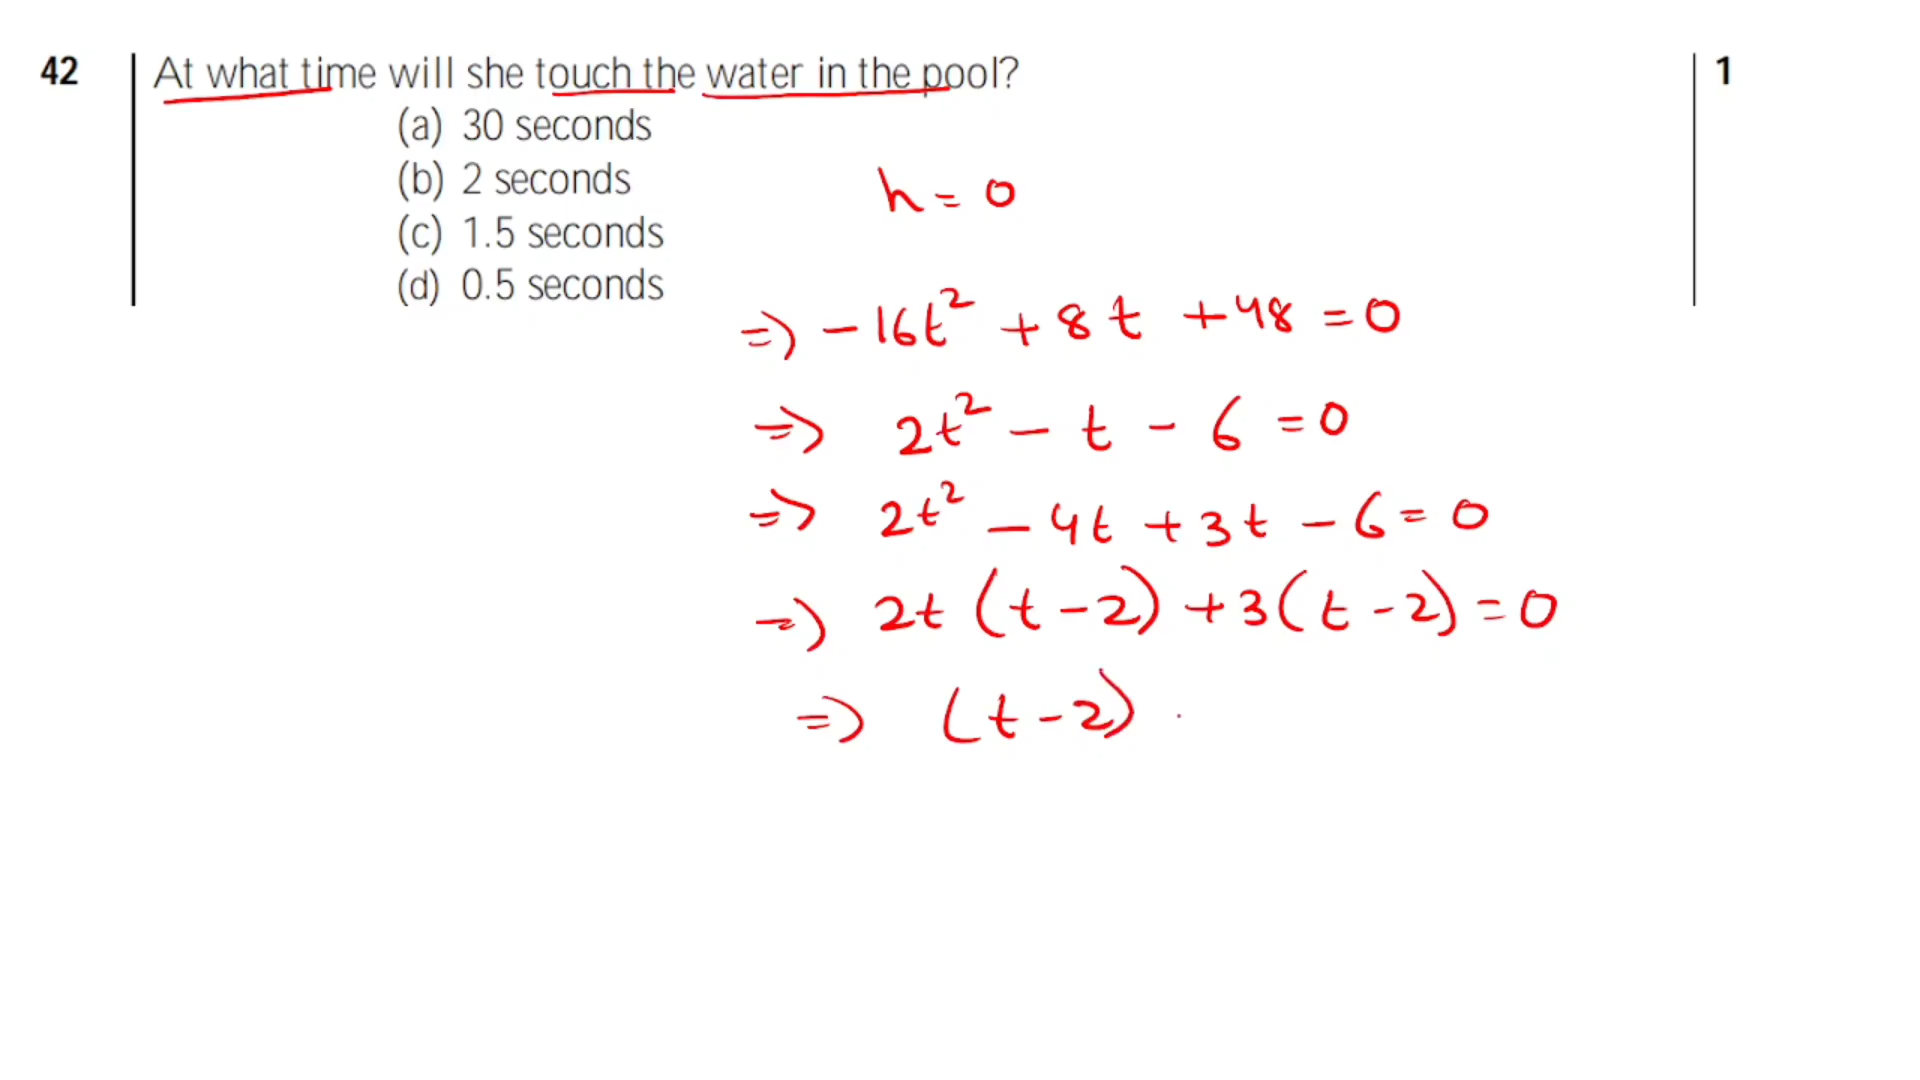 42 At what time will she touch the water in the pool? 1
(a) 30 seconds
(b) 2 seconds
(c) 1.5 seconds
(d) 0.5 seconds
h = 0
=> -16t² + 8t + 48 = 0
=> 2t² - t - 6 = 0
=> 2t² - 4t + 3t - 6 = 0
=> 2t (t - 2) + 3(t - 2) = 0
=> (t - 2)